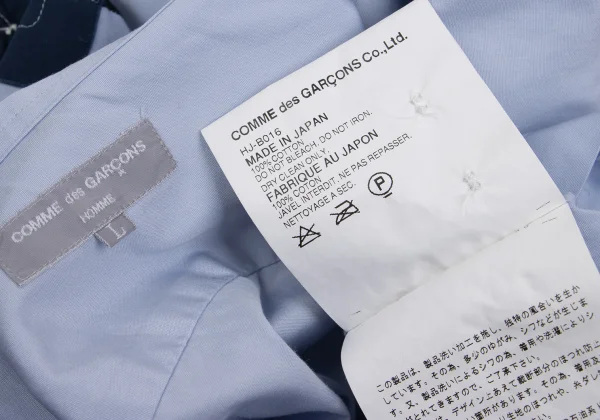 COMME des GARÇONS
HOMME
L
COMME des GARÇONS Co.,Ltd.
HJ-B016
MADE IN JAPAN
100% COTTON
DO NOT BLEACH, DO NOT IRON.
DRY CLEAN ONLY.
FABRIQUE AU JAPON
100% COTON
JAVEL INTERDIT. NE PAS REPASSER.
NETTOYAGE A SEC.
P
この製品は、製品洗い加工を施し、独特の風合いを生か
しています。その為、多少のゆがみ、シワなどが生じま
す。又、製品洗いによるシワの為、着用や洗濯によりシ